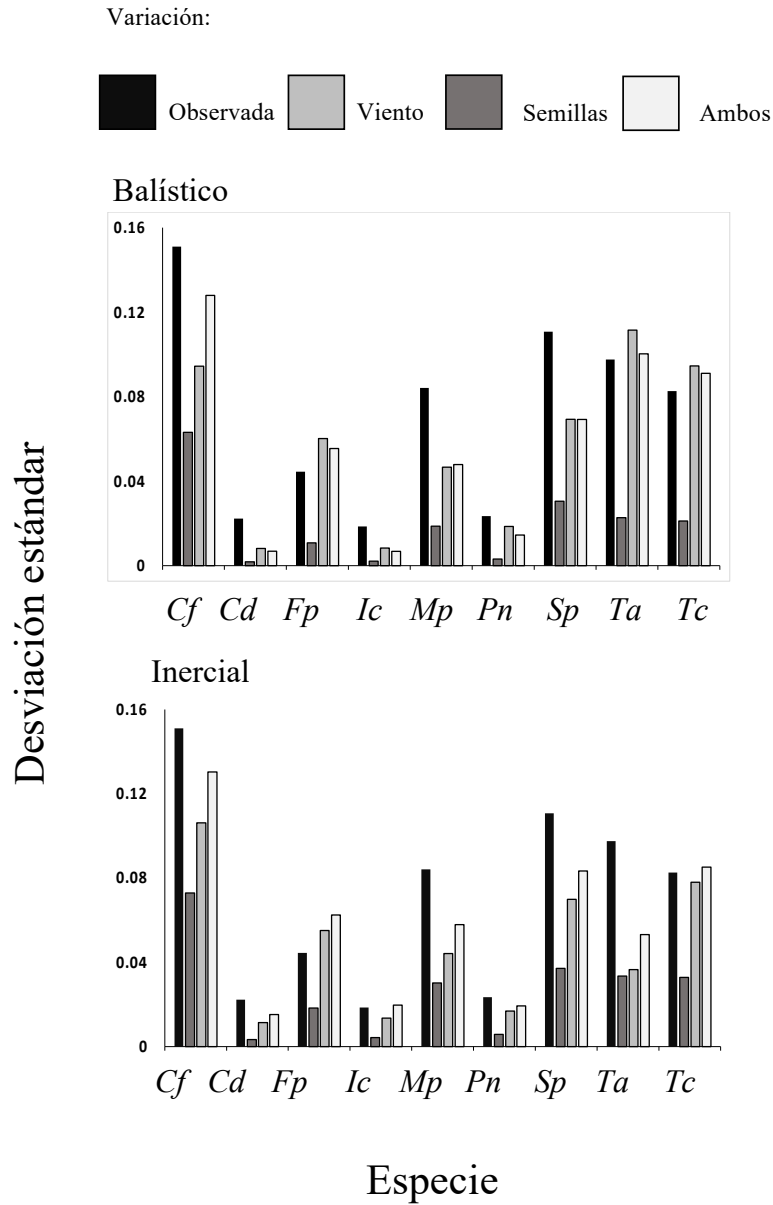 Variación:
Observada Viento Semillas Ambos
Balístico
0.16
0.12
0.08
0.04
0
Cf Cd Fp Ic Mp Pn Sp Ta Tc
Desviación estándar
Inercial
0.16
0.12
0.08
0.04
0
Cf Cd Fp Ic Mp Pn Sp Ta Tc
Especie